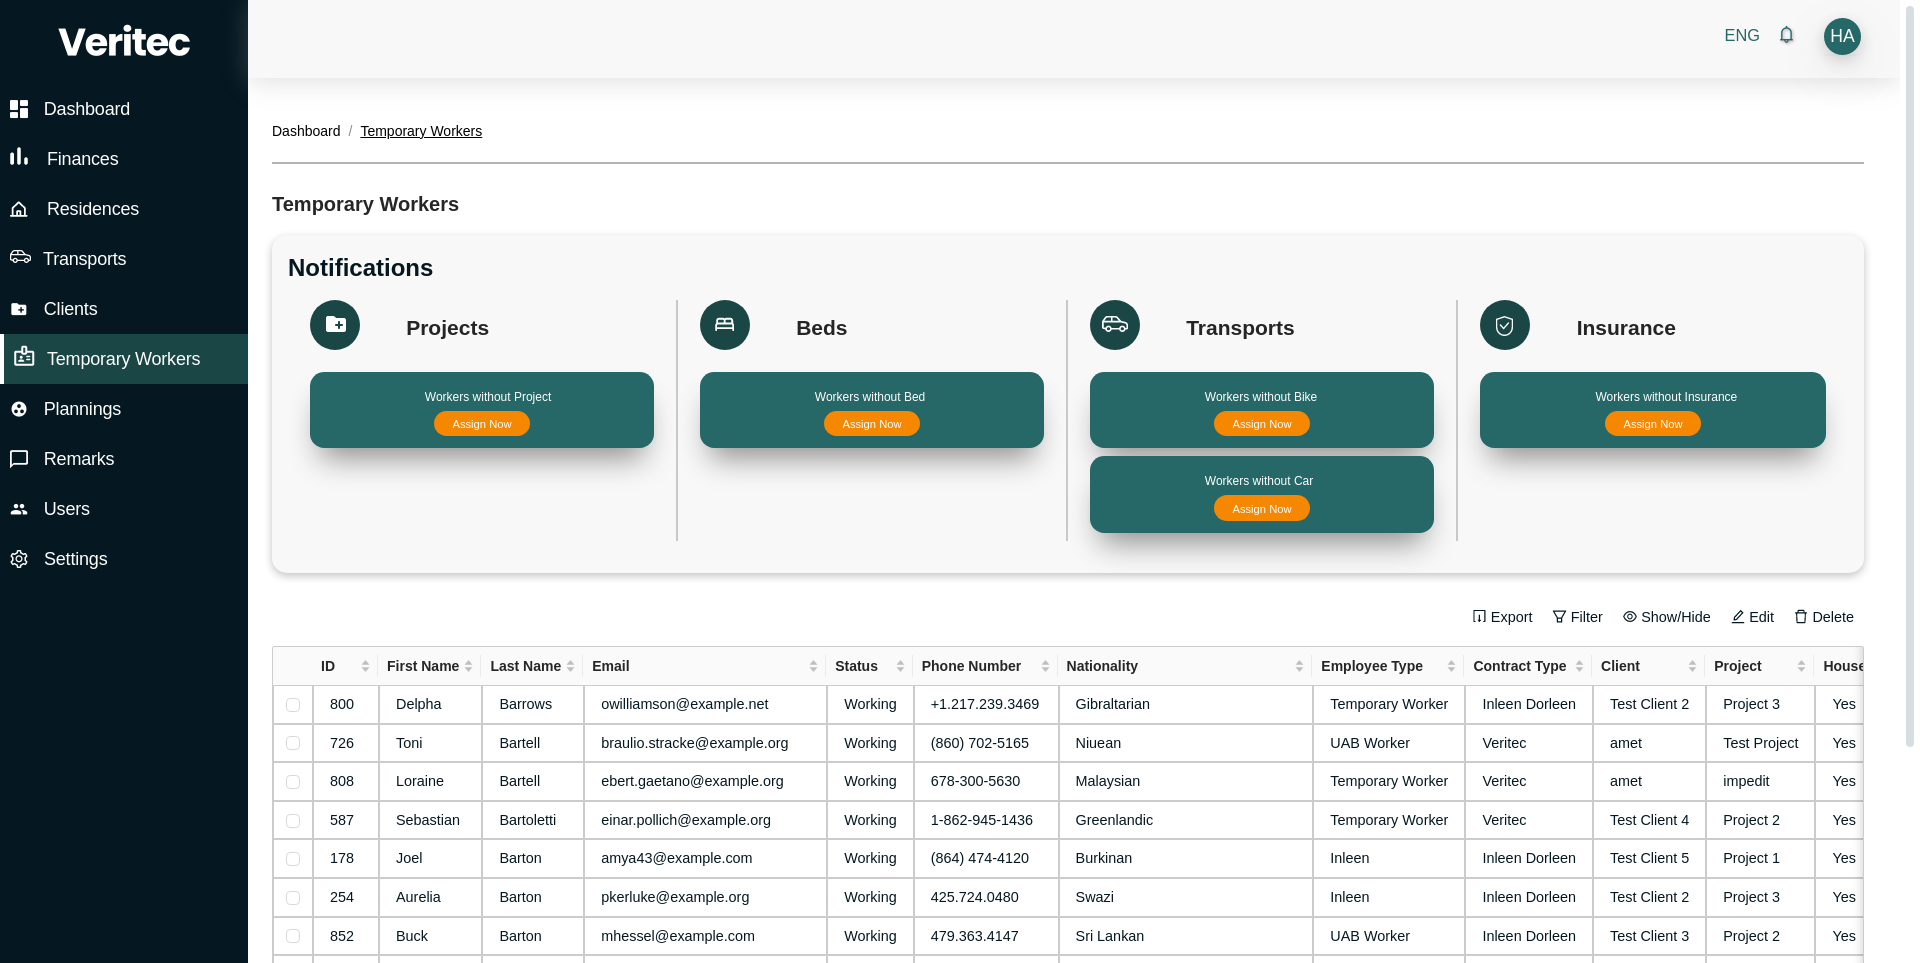 Veritec
ENG HA
Dashboard
Finances
Residences
Transports
Clients
Temporary Workers
Plannings
Remarks
Users
Settings
Dashboard / Temporary Workers
Temporary Workers
Notifications
Projects
Workers without Project
Assign Now
Beds
Workers without Bed
Assign Now
Transports
Workers without Bike
Assign Now
Workers without Car
Assign Now
Insurance
Workers without Insurance
Assign Now
Export Filter Show/Hide Edit Delete
ID First Name Last Name Email Status Phone Number Nationality Employee Type Contract Type Client Project House
800 Delpha Barrows owilliamson@example.net Working +1.217.239.3469 Gibraltarian Temporary Worker Inleen Dorleen Test Client 2 Project 3 Yes
726 Toni Bartell braulio.stracke@example.org Working (860) 702-5165 Niuean UAB Worker Veritec amet Test Project Yes
808 Loraine Bartell ebert.gaetano@example.org Working 678-300-5630 Malaysian Temporary Worker Veritec amet impedit Yes
587 Sebastian Bartoletti einar.pollich@example.org Working 1-862-945-1436 Greenlandic Temporary Worker Veritec Test Client 4 Project 2 Yes
178 Joel Barton amya43@example.com Working (864) 474-4120 Burkinan Inleen Inleen Dorleen Test Client 5 Project 1 Yes
254 Aurelia Barton pkerluke@example.org Working 425.724.0480 Swazi Inleen Inleen Dorleen Test Client 2 Project 3 Yes
852 Buck Barton mhessel@example.com Working 479.363.4147 Sri Lankan UAB Worker Inleen Dorleen Test Client 3 Project 2 Yes